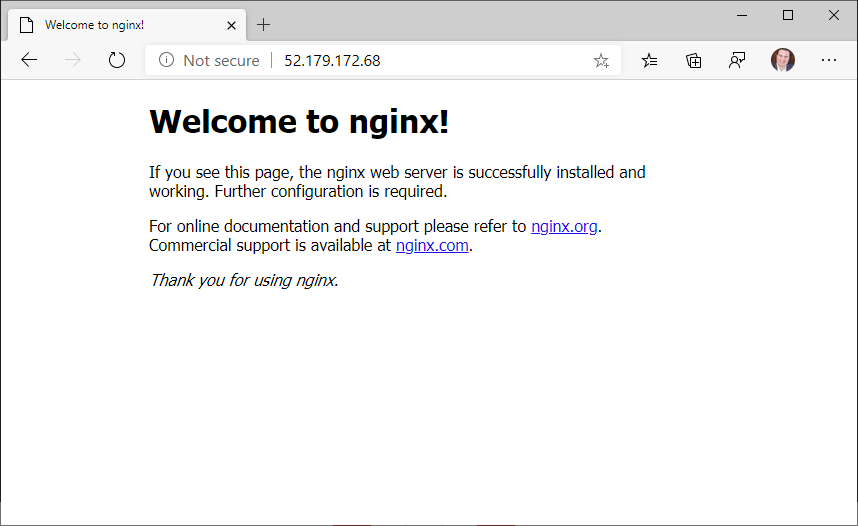 Welcome to nginx!
Not secure | 52.179.172.68
Welcome to nginx!
If you see this page, the nginx web server is successfully installed and
working. Further configuration is required.
For online documentation and support please refer to nginx.org.
Commercial support is available at nginx.com.
Thank you for using nginx.